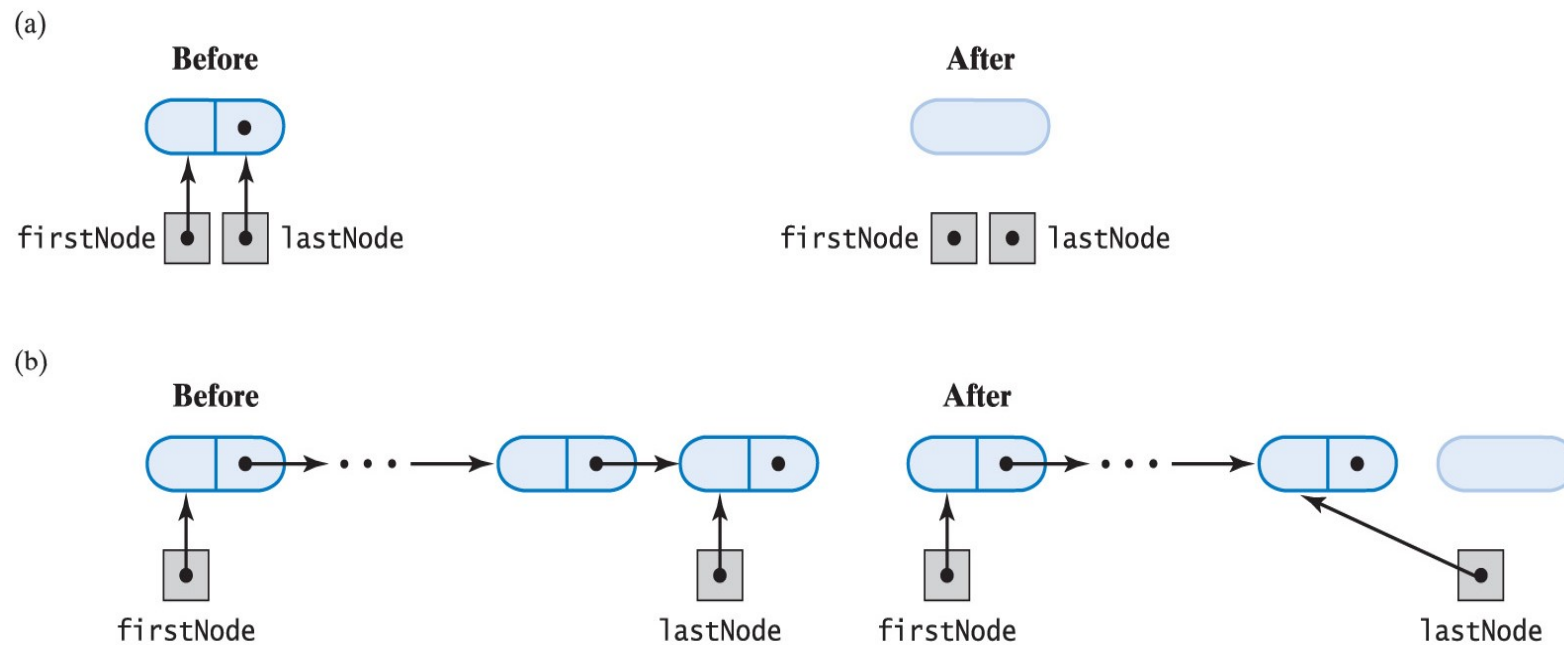 (a)
Before After
firstNode lastNode firstNode lastNode
(b)
Before After
firstNode lastNode firstNode lastNode